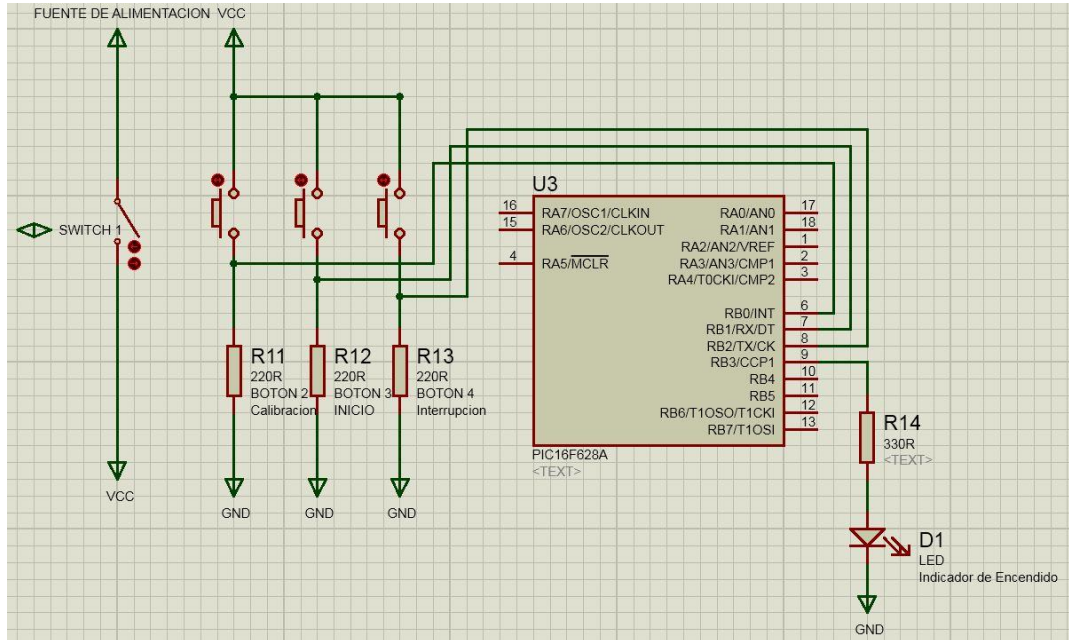 FUENTE DE ALIMENTACION VCC
SWITCH 1
VCC
R11
220R
BOTON 2
Calibracion
GND
R12
220R
BOTON 3
INICIO
GND
R13
220R
BOTON 4
Interrupcion
GND
U3
16 RA7/OSC1/CLKIN
15 RA6/OSC2/CLKOUT
4 RA5/MCLR
RA0/AN0 17
RA1/AN1 18
RA2/AN2/VREF 1
RA3/AN3/CMP1 2
RA4/T0CKI/CMP2 3
RB0/INT 6
RB1/RX/DT 7
RB2/TX/CK 8
RB3/CCP1 9
RB4 10
RB5 11
RB6/T1OSO/T1CKI 12
RB7/T1OSI 13
PIC16F628A
<TEXT>
R14
330R
<TEXT>
D1
LED
Indicador de Encendido
GND